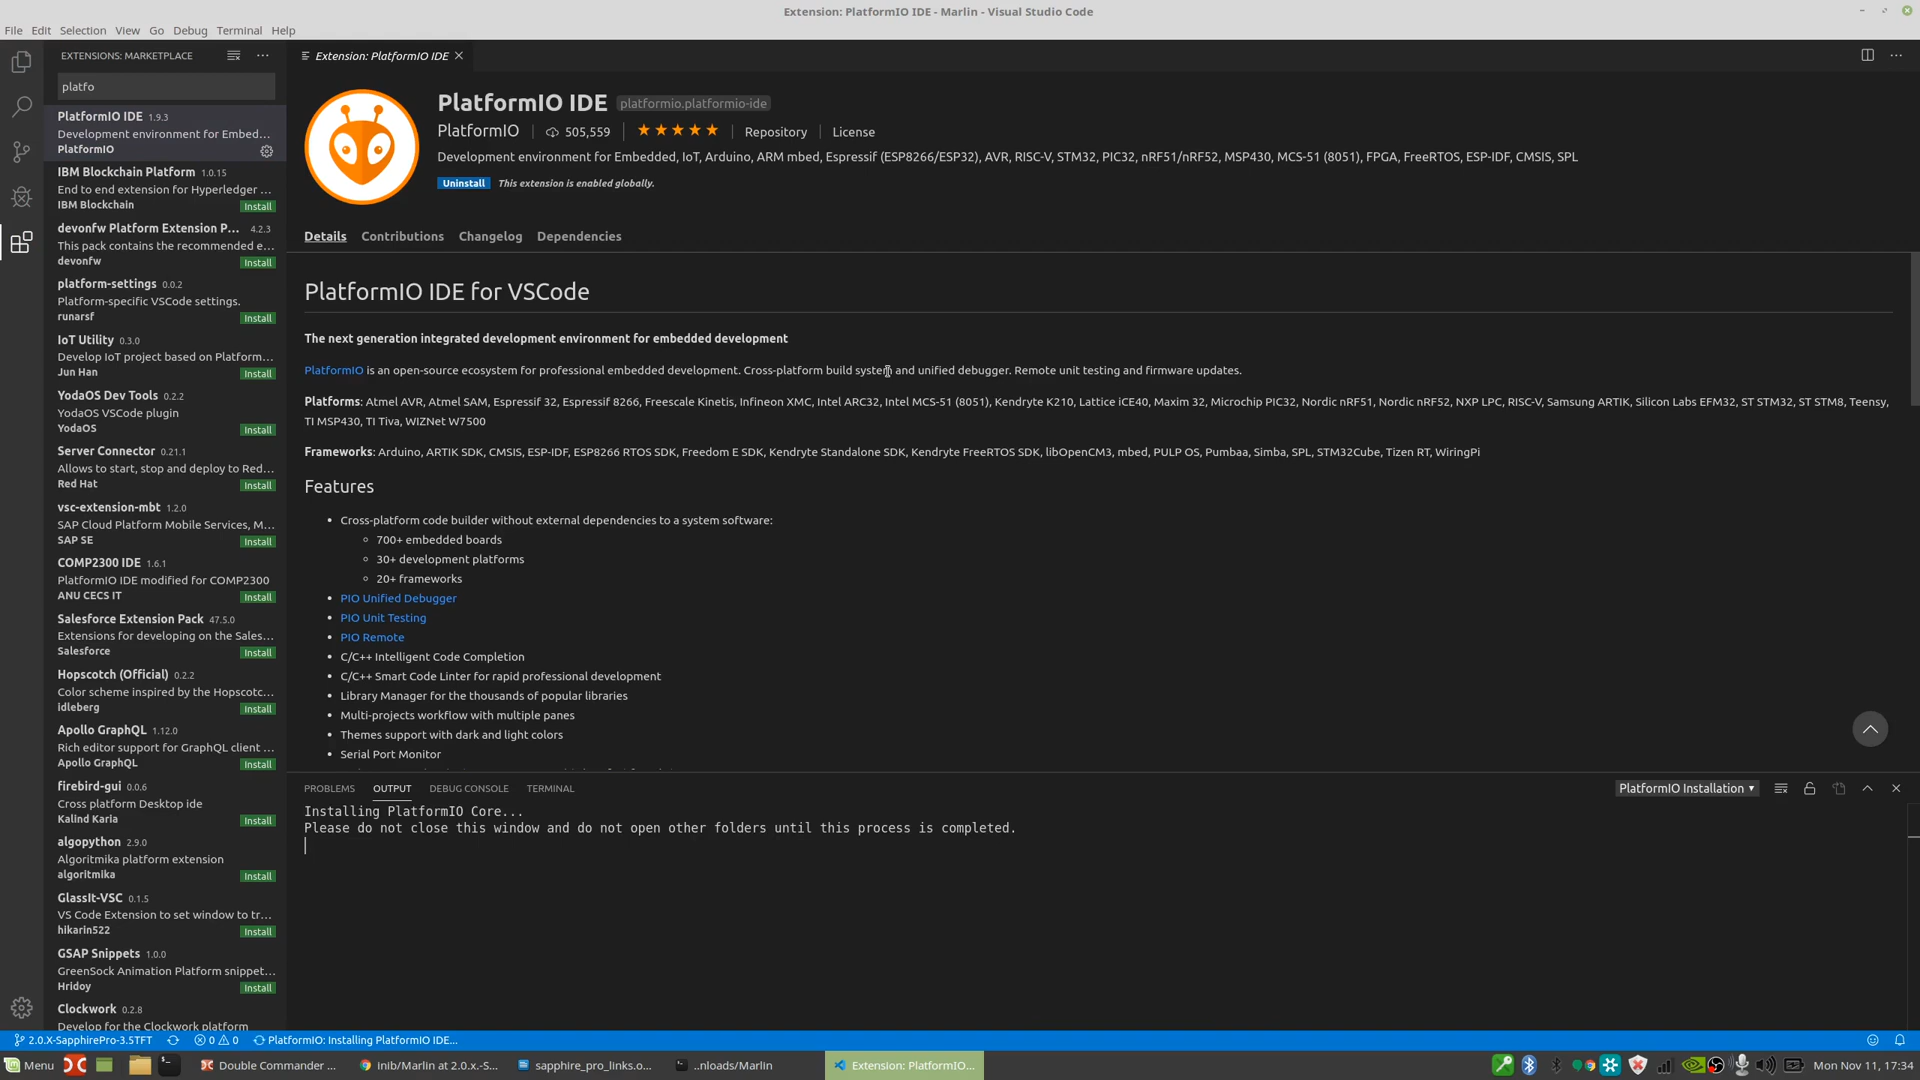 Extension: PlatformIO IDE - Marlin - Visual Studio Code
File Edit Selection View Go Debug Terminal Help
EXTENSIONS: MARKETPLACE
platfo
PlatformIO IDE 1.9.3
Development environment for Embed...
PlatformIO
IBM Blockchain Platform 1.0.15
End to end extension for Hyperledger ...
IBM Blockchain Install
devonfw Platform Extension P... 4.2.3
This pack contains the recommended e...
devonfw Install
platform-settings 0.0.2
Platform-specific VSCode settings.
runarsf Install
IoT Utility 0.3.0
Develop IoT project based on Platform...
Jun Han Install
YodaOS Dev Tools 2.2.2
YodaOS VSCode plugin
YodaOS Install
Server Connector 0.21.1
Allows to start, stop and deploy to Red...
Red Hat Install
vsc-extension-mbt 1.2.0
SAP Cloud Platform Mobile Services, M...
SAP SE Install
COMP2300 IDE 1.6.1
PlatformIO IDE modified for COMP2300
ANU CECS IT Install
Salesforce Extension Pack 47.5.0
Extensions for developing on the Sales...
Salesforce Install
Hopscotch (Official) 0.2.2
Color scheme inspired by the Hopscotc...
idleberg Install
Apollo GraphQL 1.12.0
Rich editor support for GraphQL client ...
Apollo GraphQL Install
firebird-gui 0.0.6
Cross platform Desktop ide
Kalind Karia Install
algopython 2.9.0
Algoritmika platform extension
algoritmika Install
GlassIt-VSC 0.1.5
VS Code Extension to set window to tr...
hikarin522 Install
GSAP Snippets 1.0.0
GreenSock Animation Platform snippet...
Hridoy Install
Clockwork 0.2.8
Develop for the Clockwork platform
Extension: PlatformIO IDE
PlatformIO IDE platformio.platformio-ide
PlatformIO 505,559 Repository License
Development environment for Embedded, IoT, Arduino, ARM mbed, Espressif (ESP8266/ESP32), AVR, RISC-V, STM32, PIC32, nRF51/nRF52, MSP430, MCS-51 (8051), FPGA, FreeRTOS, ESP-IDF, CMSIS, SPL
Uninstall This extension is enabled globally.
Details Contributions Changelog Dependencies
PlatformIO IDE for VSCode
The next generation integrated development environment for embedded development
PlatformIO is an open-source ecosystem for professional embedded development. Cross-platform build system and unified debugger. Remote unit testing and firmware updates.
Platforms: Atmel AVR, Atmel SAM, Espressif 32, Espressif 8266, Freescale Kinetis, Infineon XMC, Intel ARC32, Intel MCS-51 (8051), Kendryte K210, Lattice iCE40, Maxim 32, Microchip PIC32, Nordic nRF51, Nordic nRF52, NXP LPC, RISC-V, Samsung ARTIK, Silicon Labs EFM32, ST STM32, ST STM8, Teensy,
TI MSP430, TI Tiva, WIZNet W7500
Frameworks: Arduino, ARTIK SDK, CMSIS, ESP-IDF, ESP8266 RTOS SDK, Freedom E SDK, Kendryte Standalone SDK, Kendryte FreeRTOS SDK, libOpenCM3, mbed, PULP OS, Pumbaa, Simba, SPL, STM32Cube, Tizen RT, WiringPi
Features
• Cross-platform code builder without external dependencies to a system software:
◦ 700+ embedded boards
◦ 30+ development platforms
◦ 20+ frameworks
• PIO Unified Debugger
• PIO Unit Testing
• PIO Remote
• C/C++ Intelligent Code Completion
• C/C++ Smart Code Linter for rapid professional development
• Library Manager for the thousands of popular libraries
• Multi-projects workflow with multiple panes
• Themes support with dark and light colors
• Serial Port Monitor
PROBLEMS OUTPUT DEBUG CONSOLE TERMINAL PlatformIO Installation
Installing PlatformIO Core...
Please do not close this window and do not open other folders until this process is completed.
2.0.X-SapphirePro-3.5TFT 0 0 PlatformIO: Installing PlatformIO IDE...
Menu Double Commander ... inib/Marlin at 2.0.x-S... sapphire_pro_links.o... ..nloads/Marlin Extension: PlatformIO... Mon Nov 11, 17:34